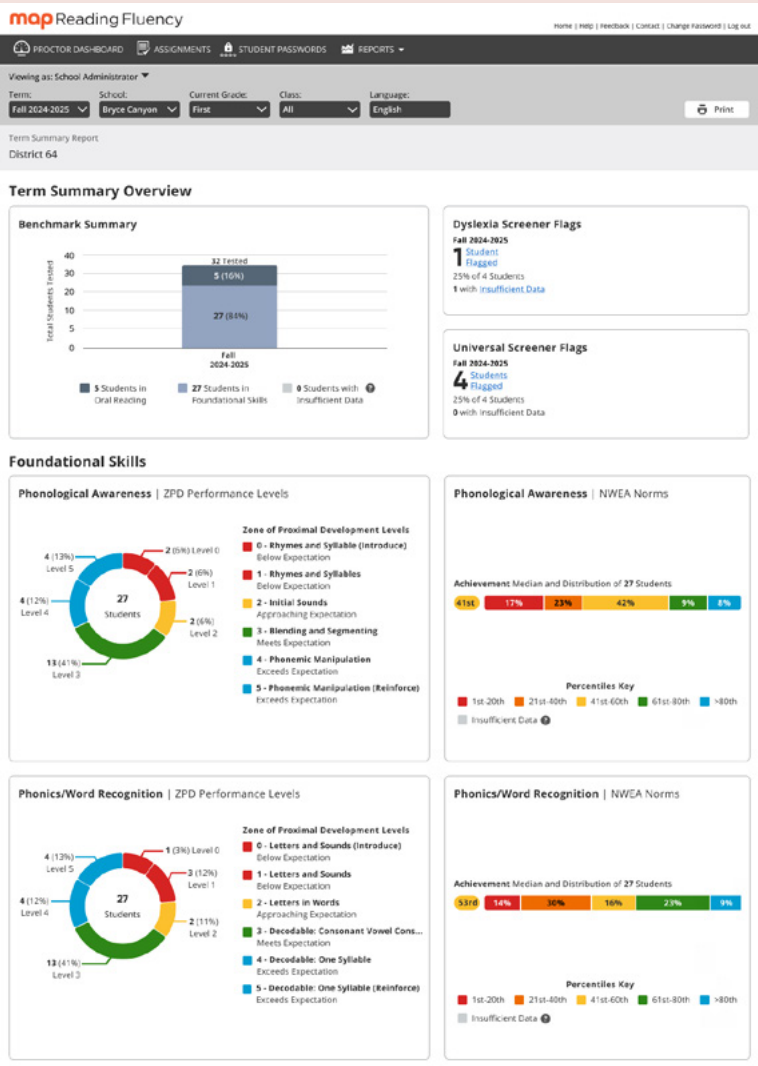 map Reading Fluency
Home | Help | Feedback | Contact | Change Password | Log out
PROCTOR DASHBOARD ASSIGNMENTS STUDENT PASSWORDS REPORTS
Viewing as: School Administrator
Term: School: Current Grade: Class: Language:
Fall 2024-2025 Bryce Canyon First All English Print
Term Summary Report
District 64
Term Summary Overview
Benchmark Summary
Total Students Tested
40
30
20
10
5
0
32 Tested
5 (16%)
27 (84%)
Fall
2024-2025
5 Students in
Oral Reading
27 Students in
Foundational Skills
0 Students with ?
Insufficient Data
Dyslexia Screener Flags
Fall 2024-2025
1 Student
Flagged
25% of 4 Students
1 with Insufficient Data
Universal Screener Flags
Fall 2024-2025
4 Students
Flagged
25% of 4 Students
0 with Insufficient Data
Foundational Skills
Phonological Awareness | ZPD Performance Levels
4 (13%)
Level 5
2 (6%) Level 0
2 (6%)
Level 1
4 (12%)
Level 4
27
Students
2 (6%)
Level 2
13 (41%)
Level 3
Zone of Proximal Development Levels
0 - Rhymes and Syllable (Introduce)
Below Expectation
1 - Rhymes and Syllables
Below Expectation
2 - Initial Sounds
Approaching Expectation
3 - Blending and Segmenting
Meets Expectation
4 - Phonemic Manipulation
Exceeds Expectation
5 - Phonemic Manipulation (Reinforce)
Exceeds Expectation
Phonological Awareness | NWEA Norms
Achievement Median and Distribution of 27 Students
41st 17% 23% 42% 9% 8%
Percentiles Key
1st-20th 21st-40th 41st-60th 61st-80th >80th
Insufficient Data ?
Phonics/Word Recognition | ZPD Performance Levels
4 (13%)
Level 5
1 (3%) Level 0
3 (12%)
Level 1
4 (12%)
Level 4
27
Students
2 (11%)
Level 2
13 (41%)
Level 3
Zone of Proximal Development Levels
0 - Letters and Sounds (Introduce)
Below Expectation
1 - Letters and Sounds
Below Expectation
2 - Letters in Words
Approaching Expectation
3 - Decodable: Consonant Vowel Cons...
Meets Expectation
4 - Decodable: One Syllable
Exceeds Expectation
5 - Decodable: One Syllable (Reinforce)
Exceeds Expectation
Phonics/Word Recognition | NWEA Norms
Achievement Median and Distribution of 27 Students
53rd 14% 30% 16% 23% 9%
Percentiles Key
1st-20th 21st-40th 41st-60th 61st-80th >80th
Insufficient Data ?